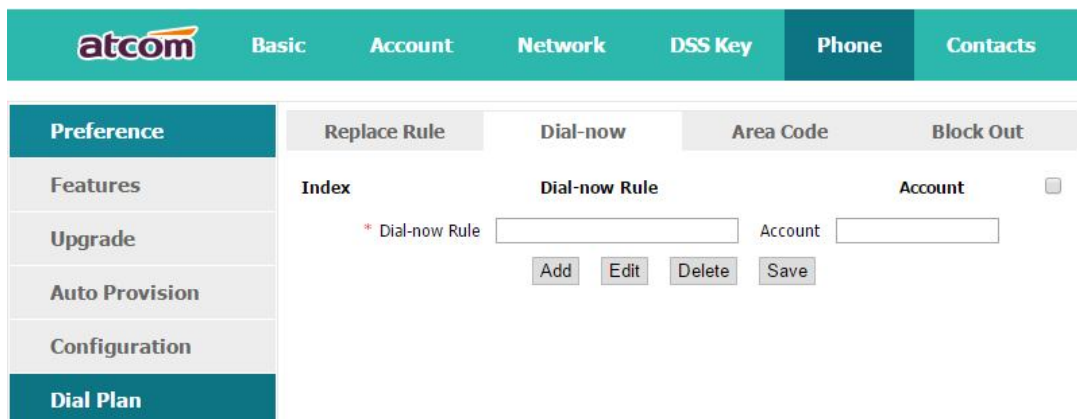 atcom Basic Account Network DSS Key Phone Contacts
Preference
Replace Rule Dial-now Area Code Block Out
Features
Index Dial-now Rule Account
Upgrade
* Dial-now Rule Account
Add Edit Delete Save
Auto Provision
Configuration
Dial Plan